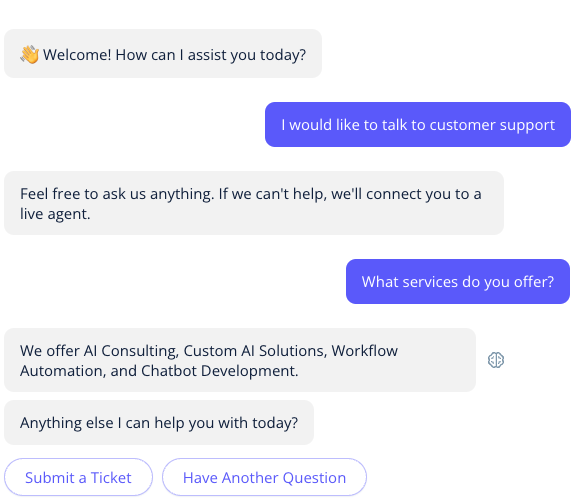 👋 Welcome! How can I assist you today?
I would like to talk to customer support
Feel free to ask us anything. If we can't help, we'll connect you to a
live agent.
What services do you offer?
We offer AI Consulting, Custom AI Solutions, Workflow
Automation, and Chatbot Development.
Anything else I can help you with today?
Submit a Ticket
Have Another Question